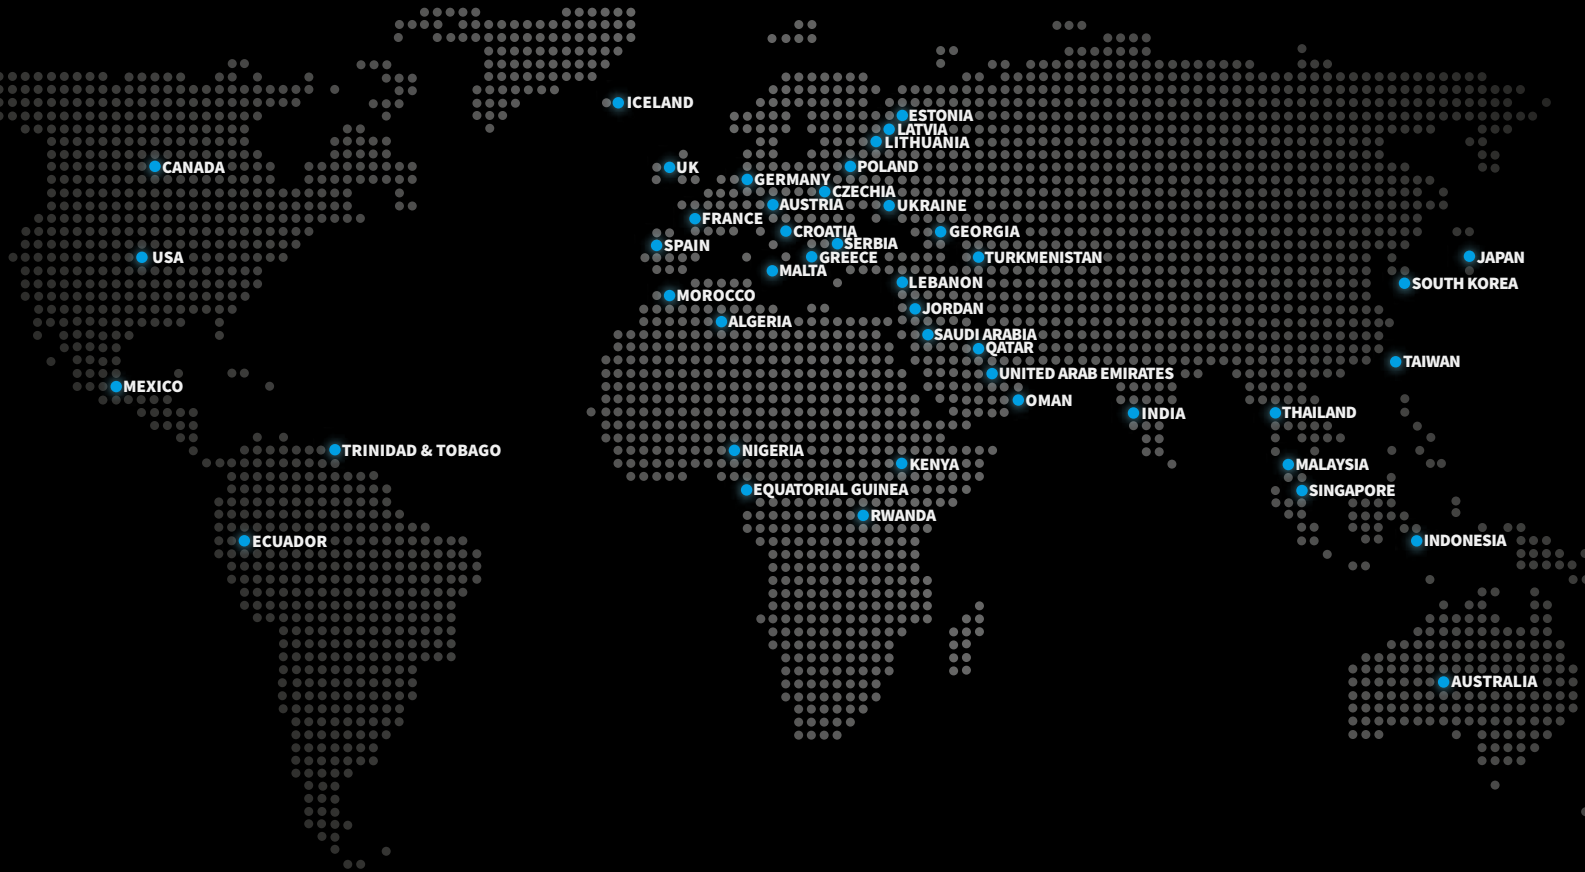 ICELAND
ESTONIA
LATVIA
LITHUANIA
CANADA
UK
POLAND
GERMANY
CZECHIA
AUSTRIA
UKRAINE
FRANCE
CROATIA
GEORGIA
SPAIN
SERBIA
USA
GREECE
TURKMENISTAN
JAPAN
MALTA
LEBANON
SOUTH KOREA
MOROCCO
JORDAN
ALGERIA
SAUDI ARABIA
QATAR
TAIWAN
UNITED ARAB EMIRATES
MEXICO
OMAN
INDIA
THAILAND
TRINIDAD & TOBAGO
NIGERIA
KENYA
MALAYSIA
EQUATORIAL GUINEA
SINGAPORE
RWANDA
ECUADOR
INDONESIA
AUSTRALIA